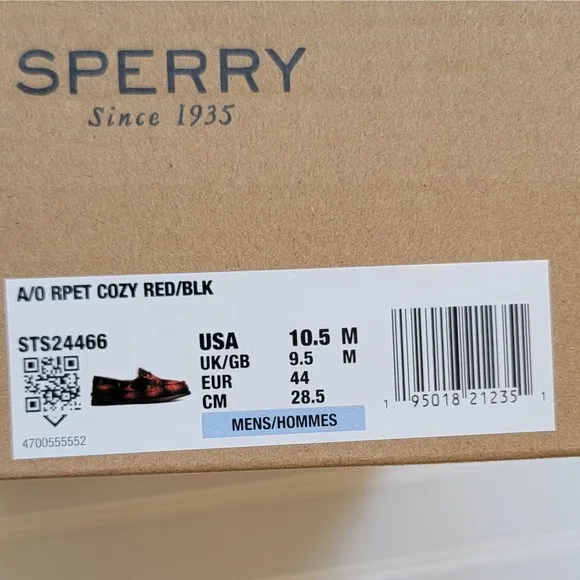 SPERRY
Since 1935
A/O RPET COZY RED/BLK
STS24466
USA 10.5 M
UK/GB 9.5 M
EUR 44
CM 28.5
MENS/HOMMES
4700555552
1 95018 21235 1